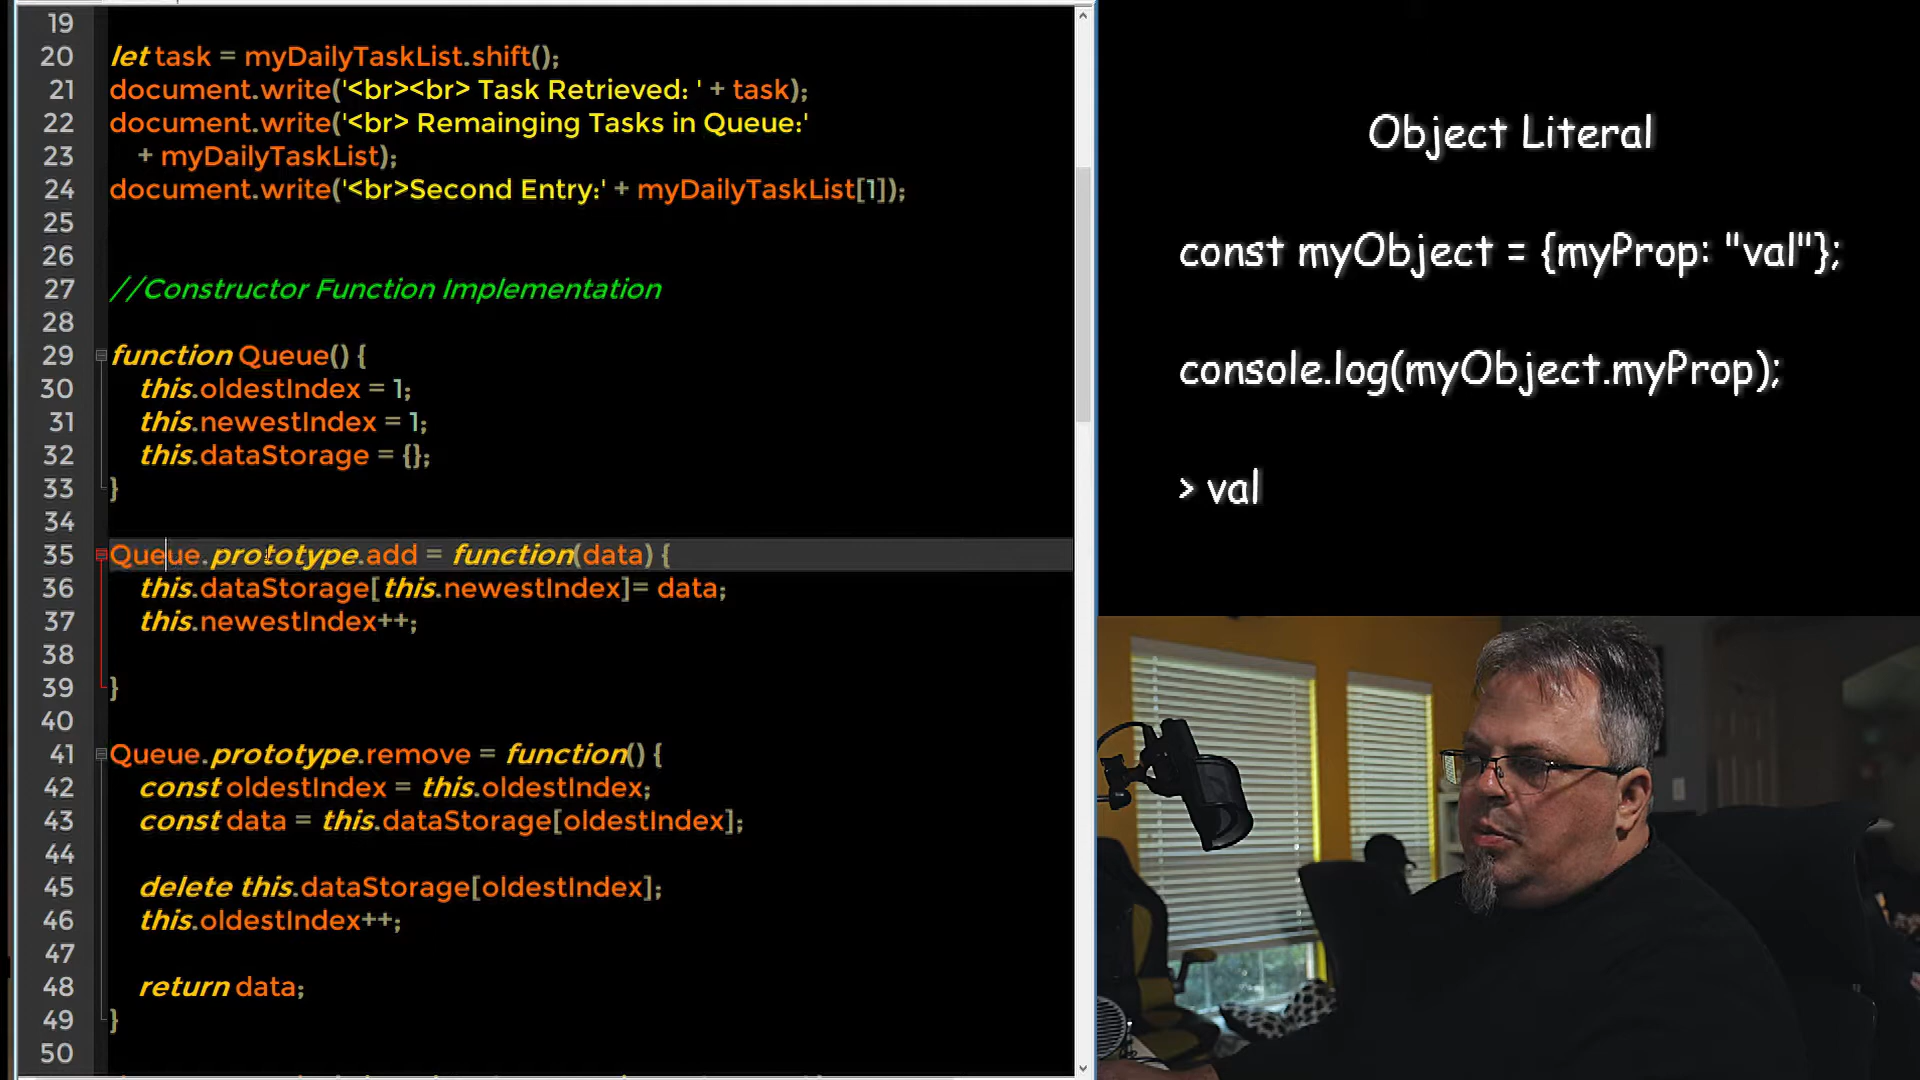 19
20 let task = myDailyTaskList.shift();
21 document.write('<br><br> Task Retrieved: ' + task);
22 document.write('<br> Remainging Tasks in Queue:'
23 + myDailyTaskList);
24 document.write('<br>Second Entry:' + myDailyTaskList[1]);
25
26
27 //Constructor Function Implementation
28
29 function Queue() {
30 this.oldestIndex = 1;
31 this.newestIndex = 1;
32 this.dataStorage = {};
33 }
34
35 Queue.prototype.add = function(data) {
36 this.dataStorage[this.newestIndex]= data;
37 this.newestIndex++;
38
39 }
40
41 Queue.prototype.remove = function() {
42 const oldestIndex = this.oldestIndex;
43 const data = this.dataStorage[oldestIndex];
44
45 delete this.dataStorage[oldestIndex];
46 this.oldestIndex++;
47
48 return data;
49 }
50
Object Literal
const myObject = {myProp: "val"};
console.log(myObject.myProp);
> val